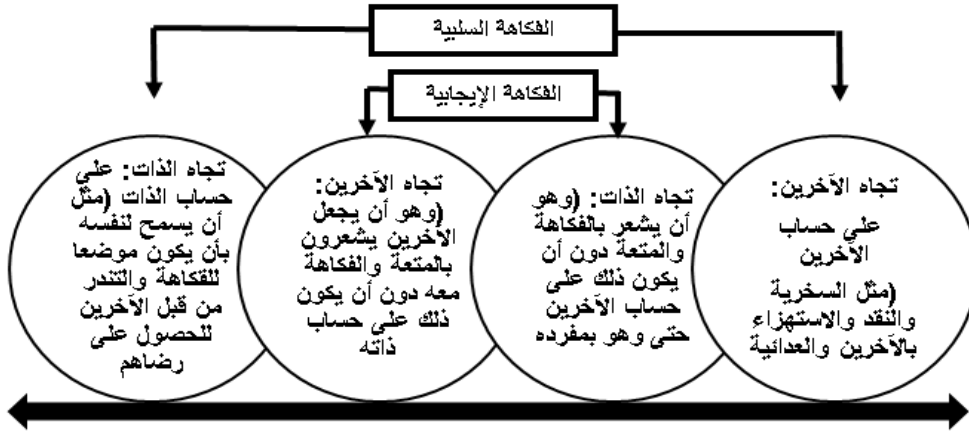 الفكاهة السلبية
الفكاهة الإيجابية
تجاه الآخرين:
علي حساب
الآخرين
(مثل السخرية
والنقد والاستهزاء
بالآخرين والعدائية
تجاه الذات: (وهو
أن يشعر بالفكاهة
والمتعة دون أن
يكون ذلك على
حساب الآخرين
حتى وهو بمفرده
تجاه الآخرين:
(وهو أن يجعل
الآخرين يشعرون
بالمتعة والفكاهة
معه دون أن يكون
ذلك على حساب
ذاته
تجاه الذات: علي
حساب الذات (مثل
أن يسمح لنفسه
بأن يكون موضعا
للفكاهة والتندر
من قبل الآخرين
للحصول على
رضاهم